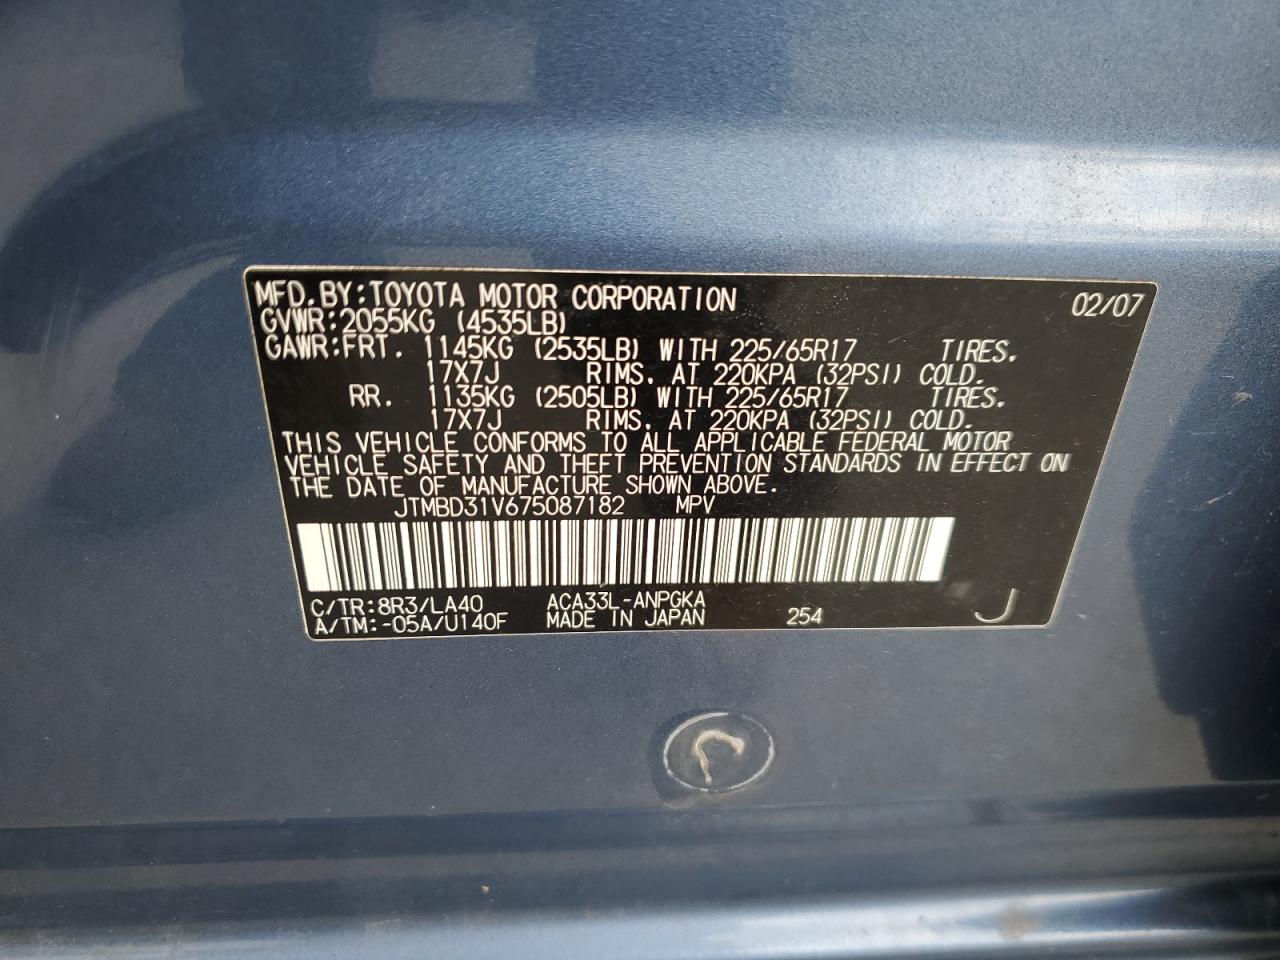 MFD.BY:TOYOTA MOTOR CORPORATION 02/07
GVWR:2055KG (4535LB)
GAWR:FRT. 1145KG (2535LB) WITH 225/65R17 TIRES.
17X7J RIMS, AT 220KPA (32PSI) COLD.
RR. 1135KG (2505LB) WITH 225/65R17 TIRES.
17X7J RIMS, AT 220KPA (32PSI) COLD.
THIS VEHICLE CONFORMS TO ALL APPLICABLE FEDERAL MOTOR
VEHICLE SAFETY AND THEFT PREVENTION STANDARDS IN EFFECT ON
THE DATE OF MANUFACTURE SHOWN ABOVE.
JTMBD31V675087182 MPV
C/TR:8R3/LA40 ACA33L-ANPGKA
A/TM:-05A/U140F MADE IN JAPAN 254 J